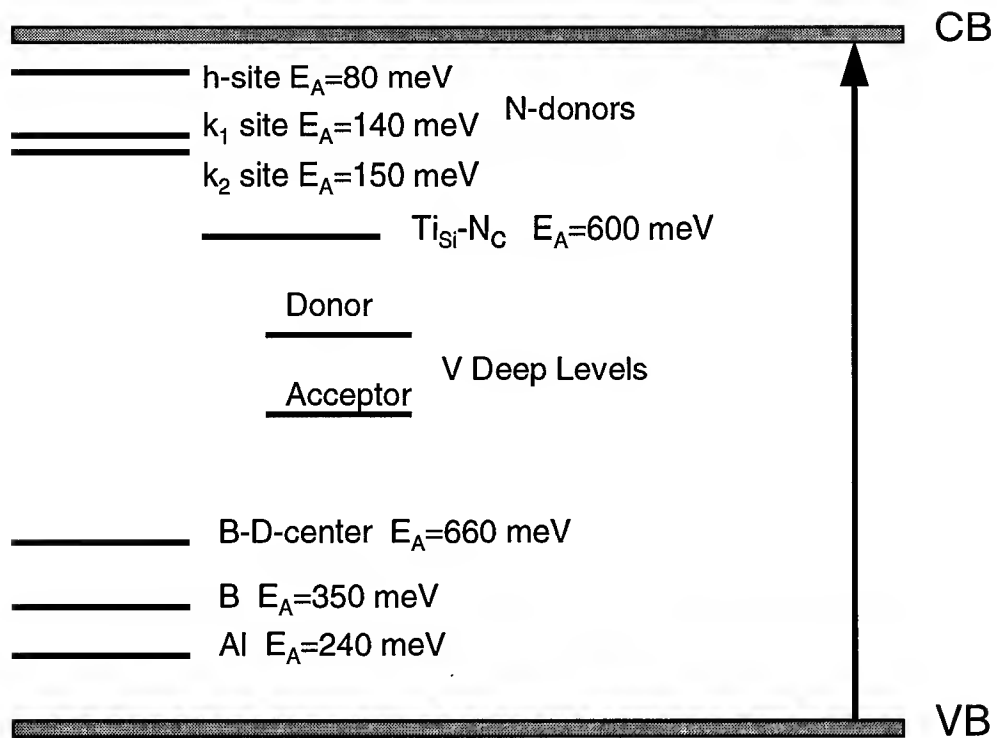 CB
h-site E_A=80 meV
N-donors
k_1 site E_A=140 meV
k_2 site E_A=150 meV
Ti_Si-N_C E_A=600 meV
Donor
V Deep Levels
Acceptor
B-D-center E_A=660 meV
B E_A=350 meV
Al E_A=240 meV
VB